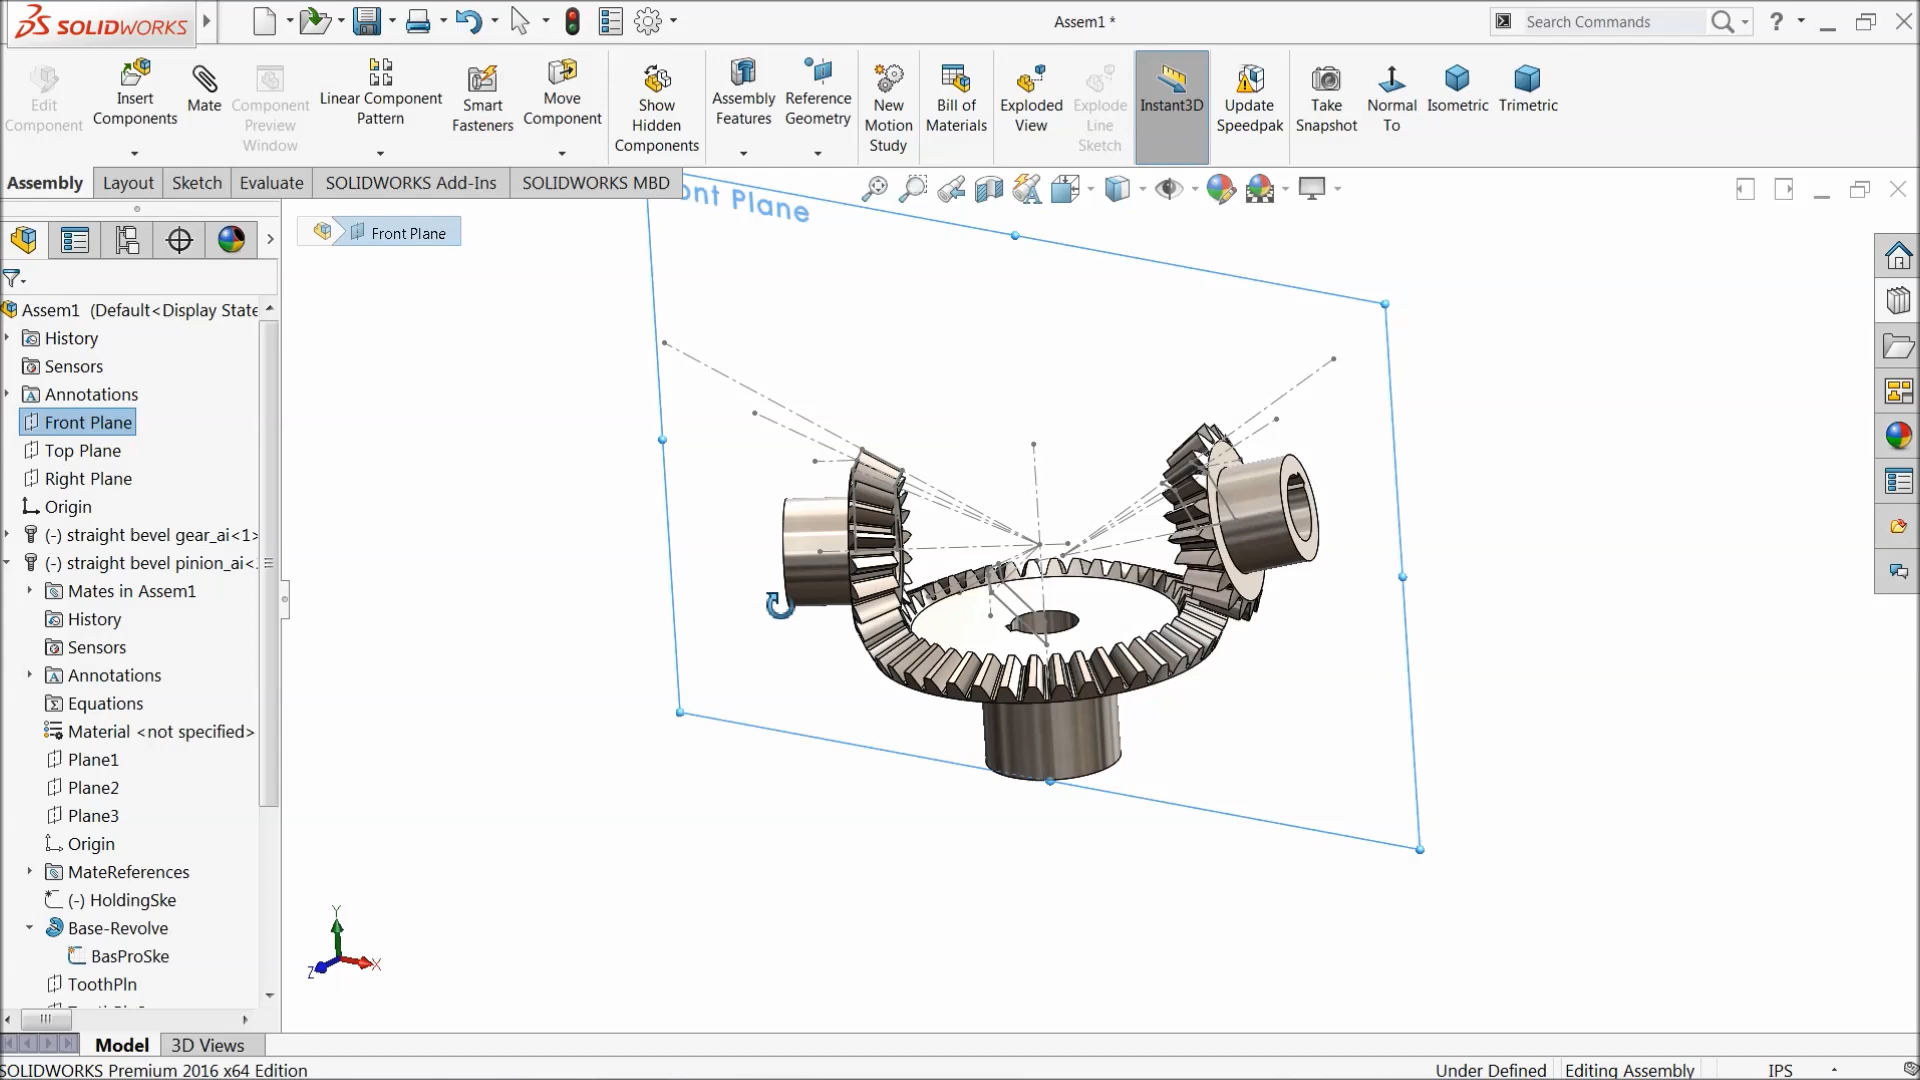 SOLIDWORKS
Assem1 *
Search Commands
?
Edit
Component
Insert
Components
Mate
Component
Preview
Window
Linear Component
Pattern
Smart
Fasteners
Move
Component
Show
Hidden
Components
Assembly
Features
Reference
Geometry
New
Motion
Study
Bill of
Materials
Exploded
View
Explode
Line
Sketch
Instant3D
Update
Speedpak
Take
Snapshot
Normal
To
Isometric
Trimetric
Assembly
Layout
Sketch
Evaluate
SOLIDWORKS Add-Ins
SOLIDWORKS MBD
ont Plane
Front Plane
Assem1 (Default<Display State
History
Sensors
Annotations
Front Plane
Top Plane
Right Plane
Origin
(-) straight bevel gear_ai<1>
(-) straight bevel pinion_ai<
Mates in Assem1
History
Sensors
Annotations
Equations
Material <not specified>
Plane1
Plane2
Plane3
Origin
MateReferences
(-) HoldingSke
Base-Revolve
BasProSke
ToothPln
Y
Z
X
Model
3D Views
SOLIDWORKS Premium 2016 x64 Edition
Under Defined
Editing Assembly
IPS